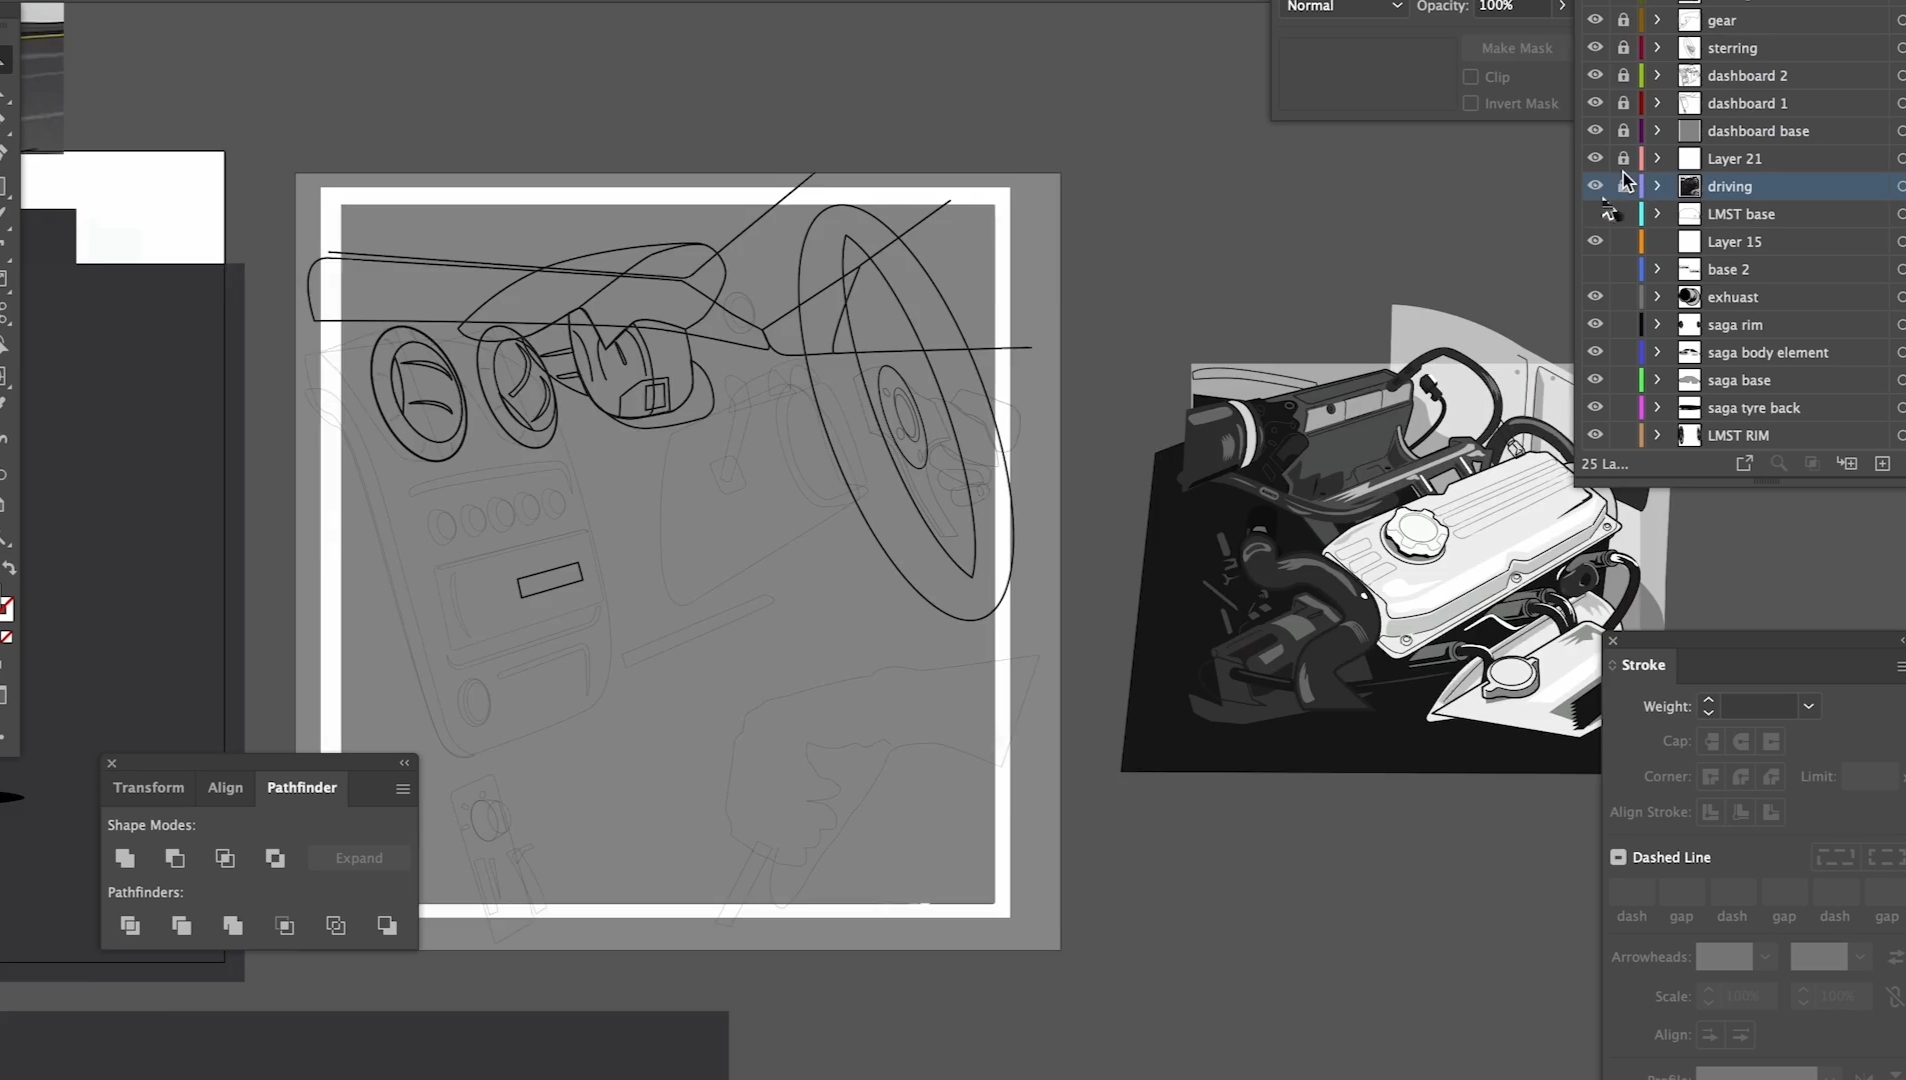 Normal
Opacity: 100%
Make Mask
Clip
Invert Mask
gear
sterring
dashboard 2
dashboard 1
dashboard base
Layer 21
driving
LMST base
Layer 15
base 2
exhuast
saga rim
saga body element
saga base
saga tyre back
LMST RIM
25 La...
Stroke
Weight:
Cap:
Corner:
Limit:
Align Stroke:
Dashed Line
dash gap dash gap dash gap
Arrowheads:
Scale: 100% 100%
Align:
Profile:
Transform Align Pathfinder
Shape Modes:
Expand
Pathfinders: